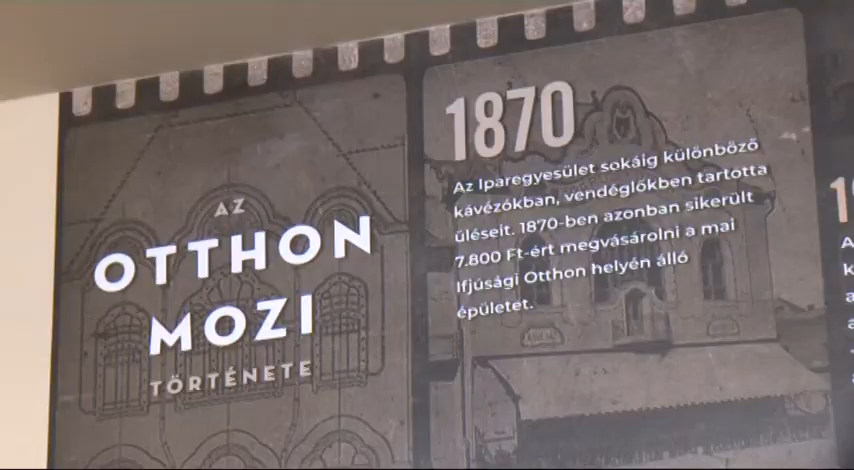 AZ
OTTHON
MOZI
TÖRTÉNETE
1870
Az Iparegyesület sokáig különböző
kávézókban, vendéglőkben tartotta
üléseit. 1870-ben azonban sikerült
7.800 Ft-ért megvásárolni a mai
Ifjúsági Otthon helyén álló
épületet.